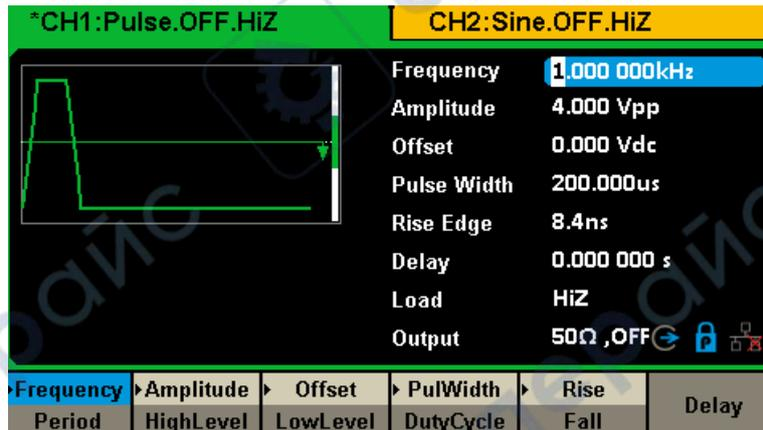 *CH1:Pulse.OFF.HiZ CH2:Sine.OFF.HiZ
Frequency 1.000 000kHz
Amplitude 4.000 Vpp
Offset 0.000 Vdc
Pulse Width 200.000us
Rise Edge 8.4ns
Delay 0.000 000 s
Load HiZ
Output 50Ω ,OFF P
Frequency Amplitude Offset PulWidth Rise Delay
Period HighLevel LowLevel DutyCycle Fall